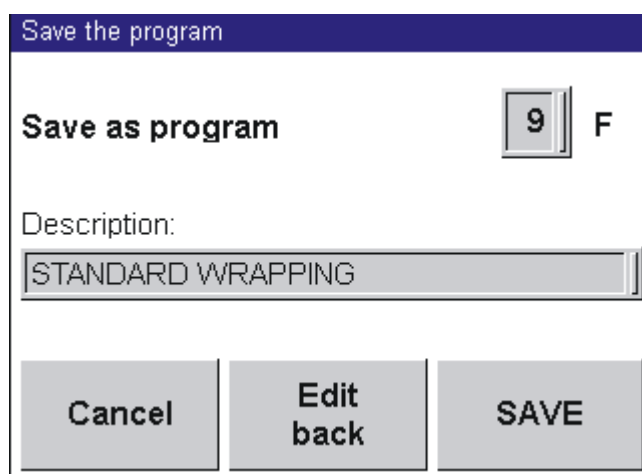 Save the program
Save as program 9 F
Description:
STANDARD WRAPPING
Cancel
Edit
back
SAVE